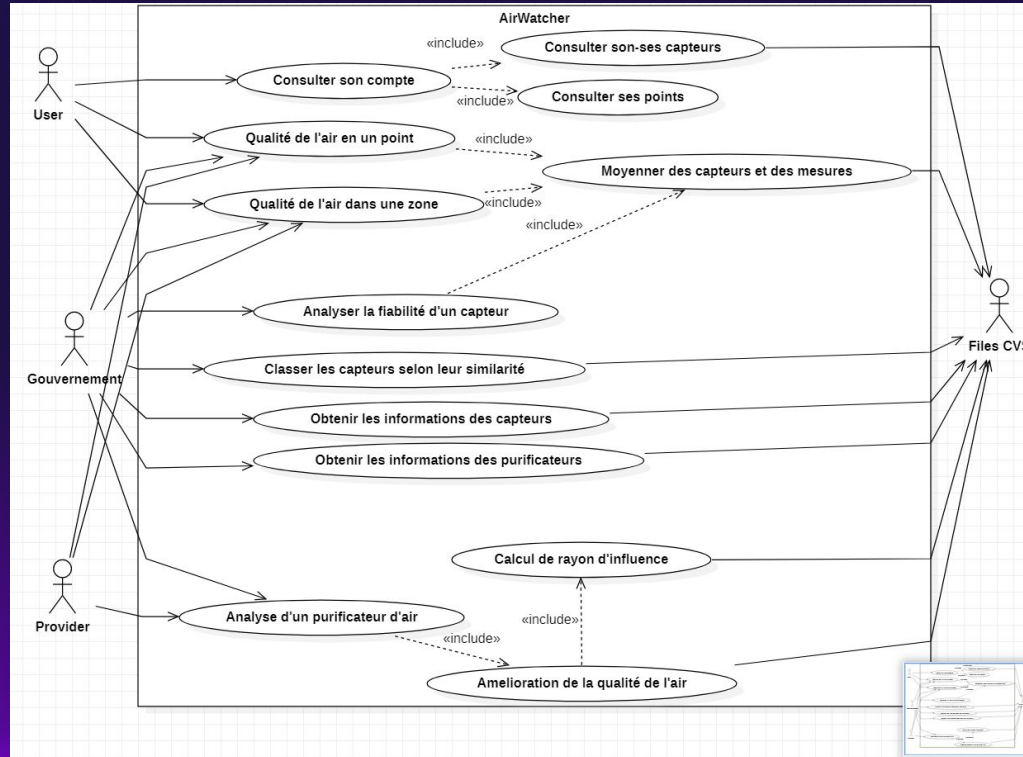 AirWatcher
«include»
Consulter son-ses capteurs
Consulter son compte
«include»
Consulter ses points
User
Qualité de l'air en un point
«include»
Moyenner des capteurs et des mesures
Qualité de l'air dans une zone
«include»
«include»
Analyser la fiabilité d'un capteur
Files CVS
Classer les capteurs selon leur similarité
Gouvernement
Obtenir les informations des capteurs
Obtenir les informations des purificateurs
Calcul de rayon d'influence
Analyse d'un purificateur d'air
«include»
Provider
«include»
Amelioration de la qualité de l'air